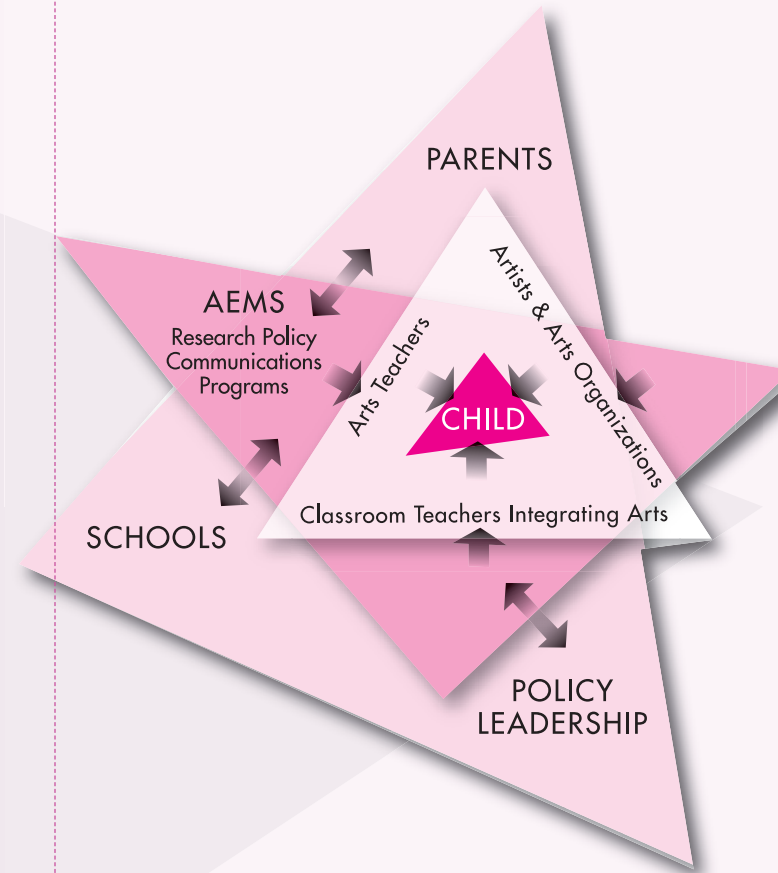 PARENTS
Artists & Arts Organizations
AEMS
Research Policy
Communications
Programs
Arts Teachers
CHILD
Classroom Teachers Integrating Arts
SCHOOLS
POLICY
LEADERSHIP